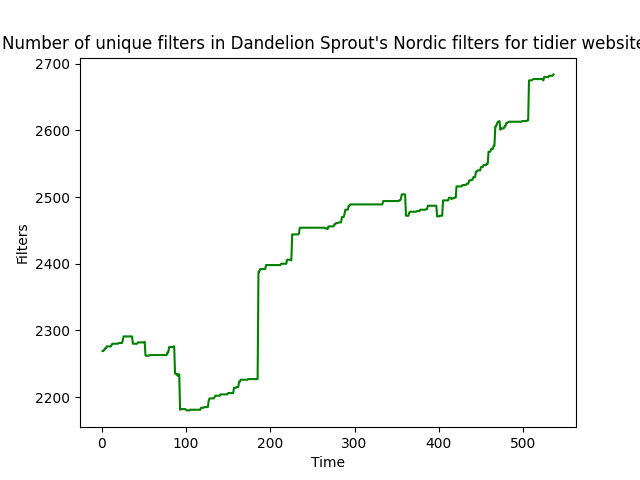 Number of unique filters in Dandelion Sprout's Nordic filters for tidier website
2700
2600
2500
2400
2300
2200
Filters
0 100 200 300 400 500
Time